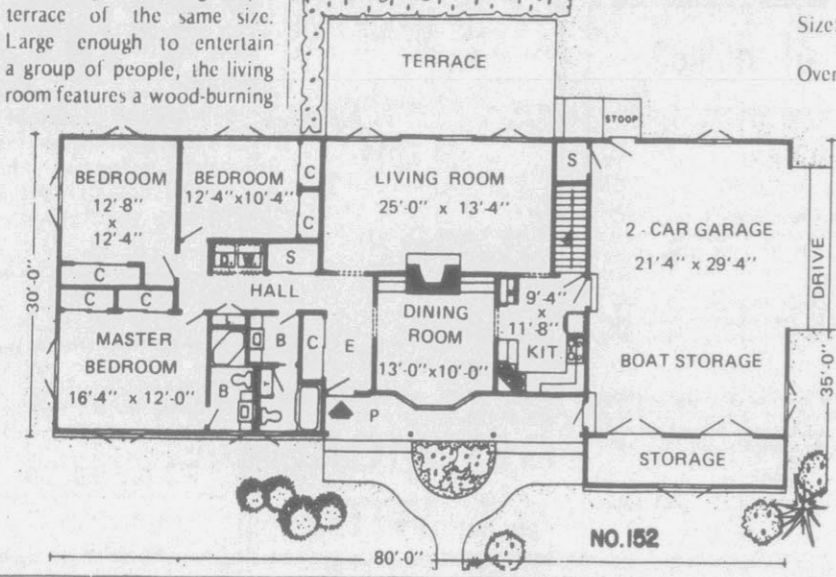 terrace of the same size.
Large enough to entertain
a group of people, the living
room features a wood-burning
Size
Over
TERRACE
STOOP
BEDROOM
12'-8"
x
12'-4"
BEDROOM
12'-4"x10'-4"
C
C
LIVING ROOM
25'-0" x 13'-4"
S
2-CAR GARAGE
21'-4" x 29'-4"
DRIVE
C
C
C
D
W
S
HALL
30'-0"
MASTER
BEDROOM
16'-4" x 12'-0"
L
B
B
C
E
DINING
ROOM
13'-0"x10'-0"
9'-4"
x
11'-8"
KIT.
BOAT STORAGE
35'-0"
P
STORAGE
NO.152
80'-0"